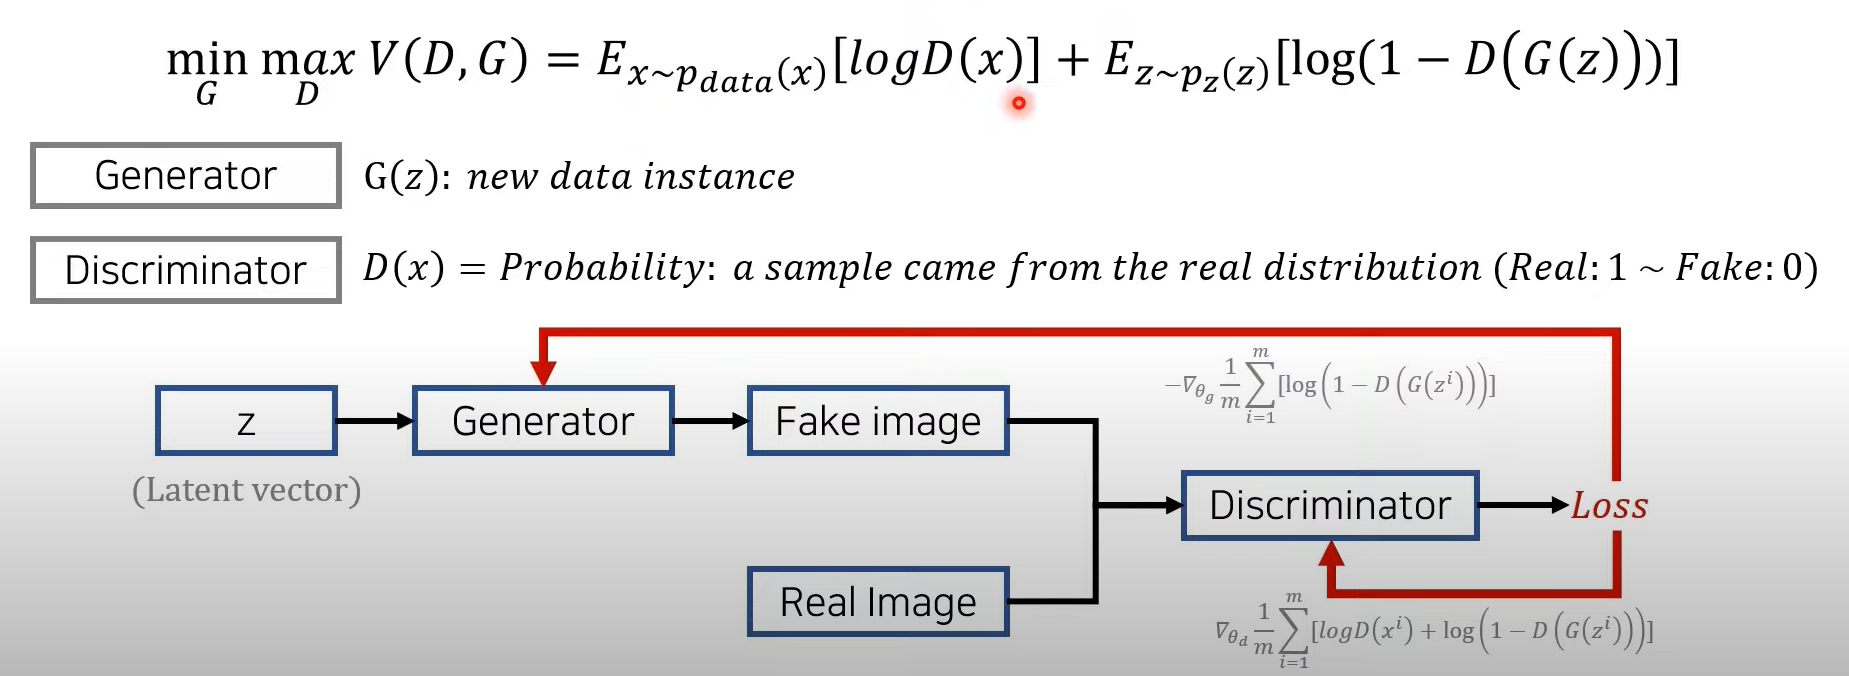 min max V(D, G) = E_{x~p_{data}(x)}[logD(x)] + E_{z~p_z(z)}[log(1 − D(G(z)))]
G D
Generator G(z): new data instance
Discriminator D(x) = Probability: a sample came from the real distribution (Real: 1 ~ Fake: 0)
−∇_{θ_g} 1/m ∑_{i=1}^{m} [log(1 − D(G(z^i)))]
z Generator Fake image
(Latent vector)
Discriminator Loss
Real Image
∇_{θ_d} 1/m ∑_{i=1}^{m} [logD(x^i) + log(1 − D(G(z^i)))]